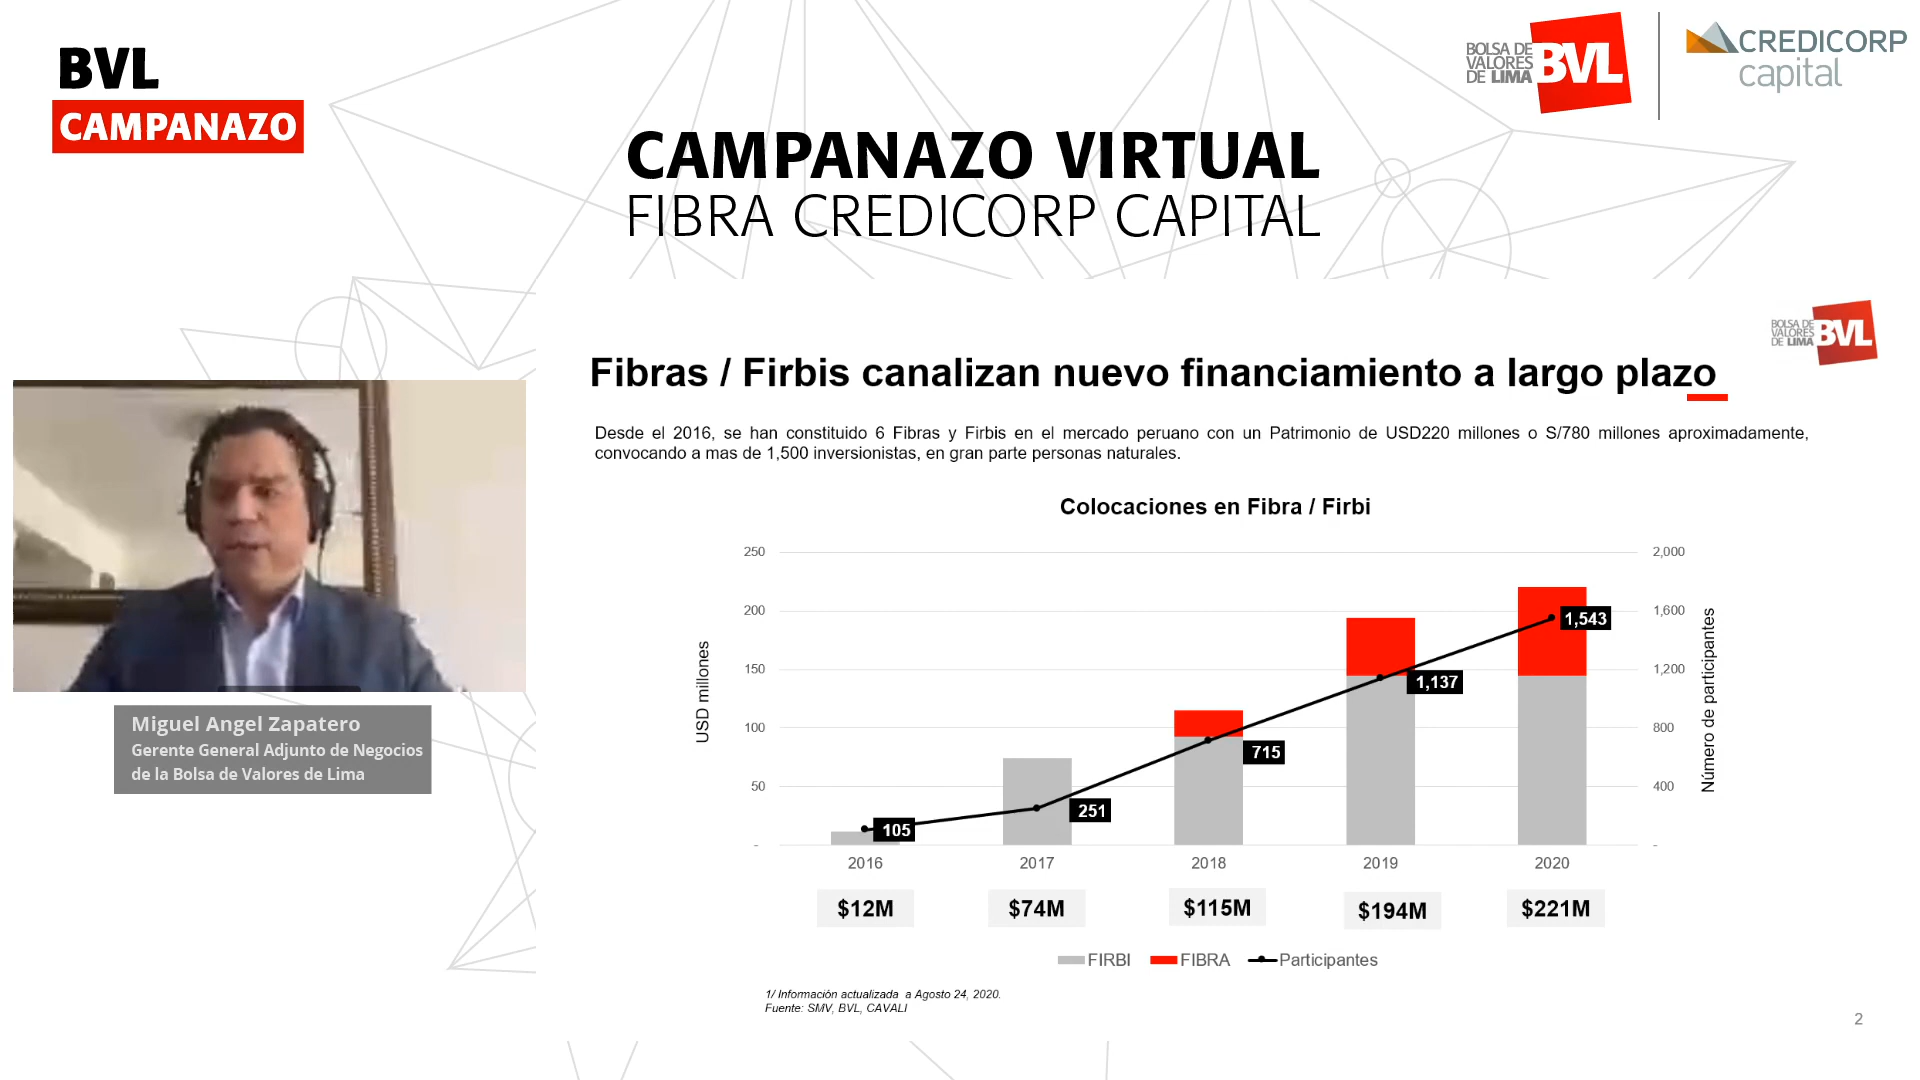 BVL
CAMPANAZO
BOLSA DE
VALORES
DE LIMA
BVL
CREDICORP
capital
CAMPANAZO VIRTUAL
FIBRA CREDICORP CAPITAL
BOLSA DE
VALORES
DE LIMA
BVL
Fibras / Firbis canalizan nuevo financiamiento a largo plazo
Desde el 2016, se han constituido 6 Fibras y Firbis en el mercado peruano con un Patrimonio de USD220 millones o S/780 millones aproximadamente,
convocando a mas de 1,500 inversionistas, en gran parte personas naturales.
Miguel Angel Zapatero
Gerente General Adjunto de Negocios
de la Bolsa de Valores de Lima
Colocaciones en Fibra / Firbi
USD millones
250
200
150
100
50
-
2,000
1,600
1,200
800
400
-
Número de participantes
105
251
715
1,137
1,543
2016 2017 2018 2019 2020
$12M $74M $115M $194M $221M
FIRBI FIBRA Participantes
1/ Información actualizada a Agosto 24, 2020.
Fuente: SMV, BVL, CAVALI
2